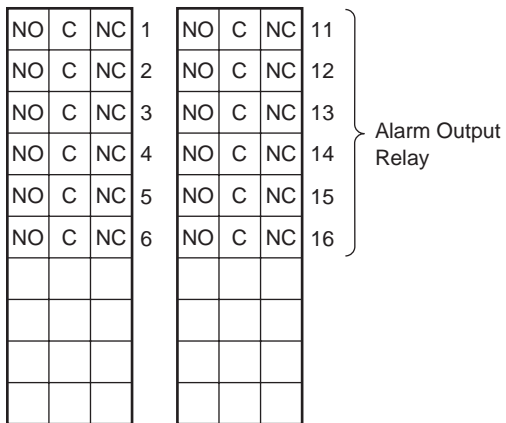 NO C NC 1 NO C NC 11
NO C NC 2 NO C NC 12
NO C NC 3 NO C NC 13
NO C NC 4 NO C NC 14
NO C NC 5 NO C NC 15
NO C NC 6 NO C NC 16
Alarm Output
Relay